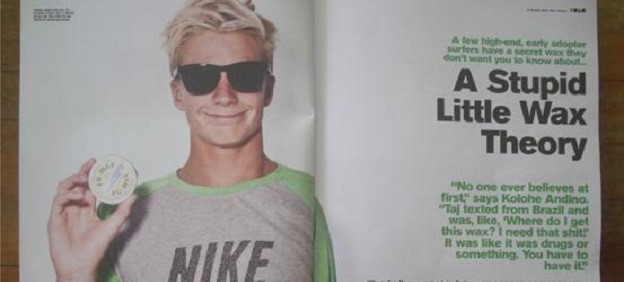 A few high-end, early adopter
surfers have a secret wax they
don't want you to know about...
A Stupid
Little Wax
Theory
"No one ever believes at
first," says Kolohe Andino.
"Taj texted from Brazil and
was, like, 'Where do I get
this wax? I need that shit!'
It was like it was drugs or
something. You have to
have it."
NIKE